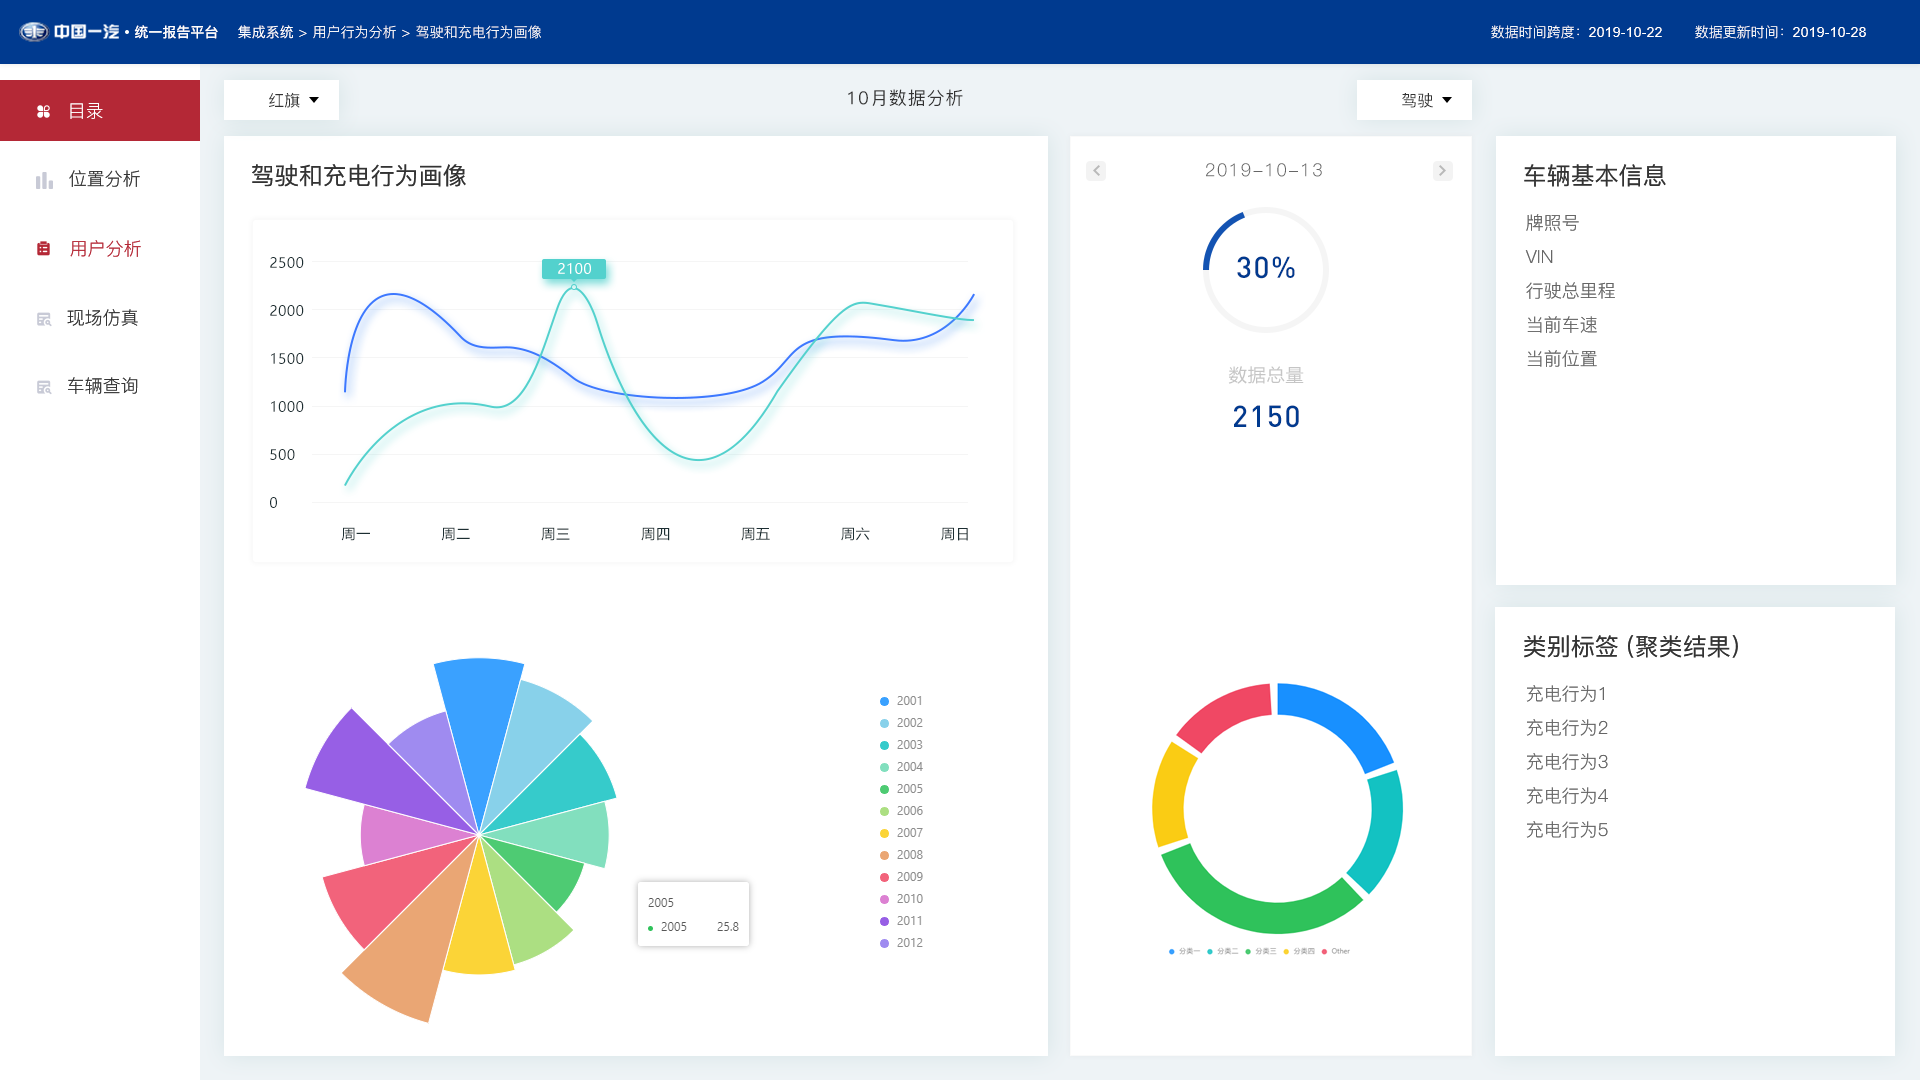 中国一汽·统一报告平台 集成系统 > 用户行为分析 > 驾驶和充电行为画像 数据时间跨度：2019-10-22 数据更新时间：2019-10-28
目录
位置分析
用户分析
现场仿真
车辆查询
红旗
10月数据分析
驾驶
驾驶和充电行为画像
2500
2000
1500
1000
500
0
2100
周一 周二 周三 周四 周五 周六 周日
2001
2002
2003
2004
2005
2006
2007
2008
2009
2010
2011
2012
2005
2005 25.8
2019-10-13
30%
数据总量
2150
分类一 分类二 分类三 分类四 Other
车辆基本信息
牌照号
VIN
行驶总里程
当前车速
当前位置
类别标签 (聚类结果)
充电行为1
充电行为2
充电行为3
充电行为4
充电行为5